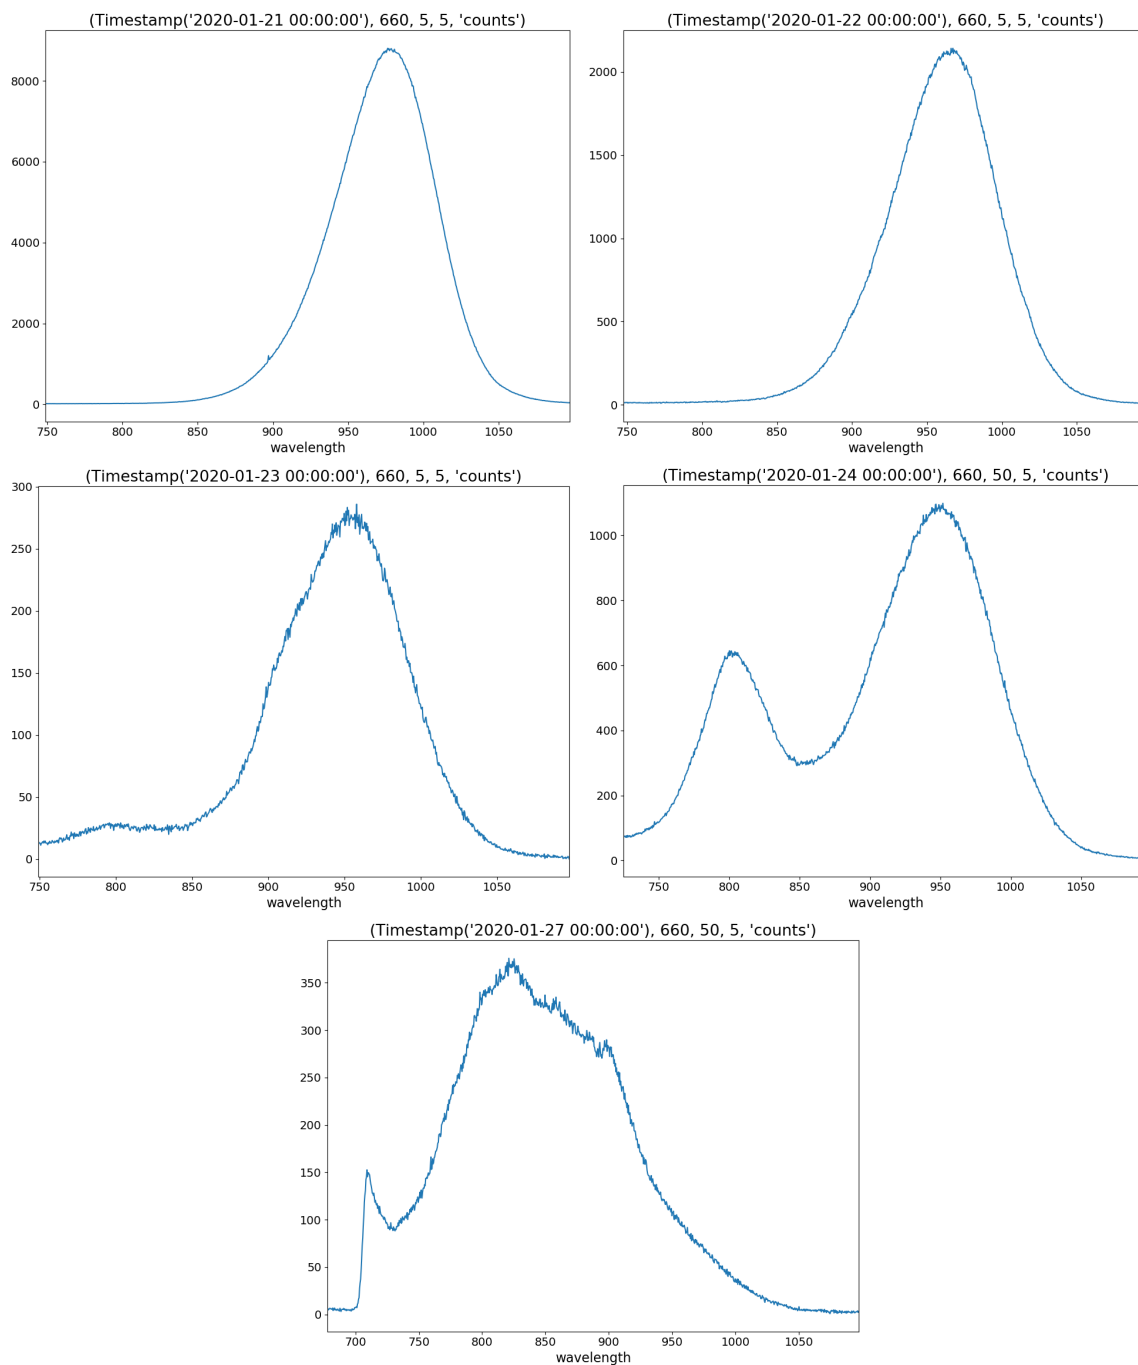 (Timestamp('2020-01-21 00:00:00'), 660, 5, 5, 'counts')
8000
6000
4000
2000
0
750 800 850 900 950 1000 1050
wavelength
(Timestamp('2020-01-22 00:00:00'), 660, 5, 5, 'counts')
2000
1500
1000
500
0
750 800 850 900 950 1000 1050
wavelength
(Timestamp('2020-01-23 00:00:00'), 660, 5, 5, 'counts')
300
250
200
150
100
50
0
750 800 850 900 950 1000 1050
wavelength
(Timestamp('2020-01-24 00:00:00'), 660, 50, 5, 'counts')
1000
800
600
400
200
0
750 800 850 900 950 1000 1050
wavelength
(Timestamp('2020-01-27 00:00:00'), 660, 50, 5, 'counts')
350
300
250
200
150
100
50
0
700 750 800 850 900 950 1000 1050
wavelength